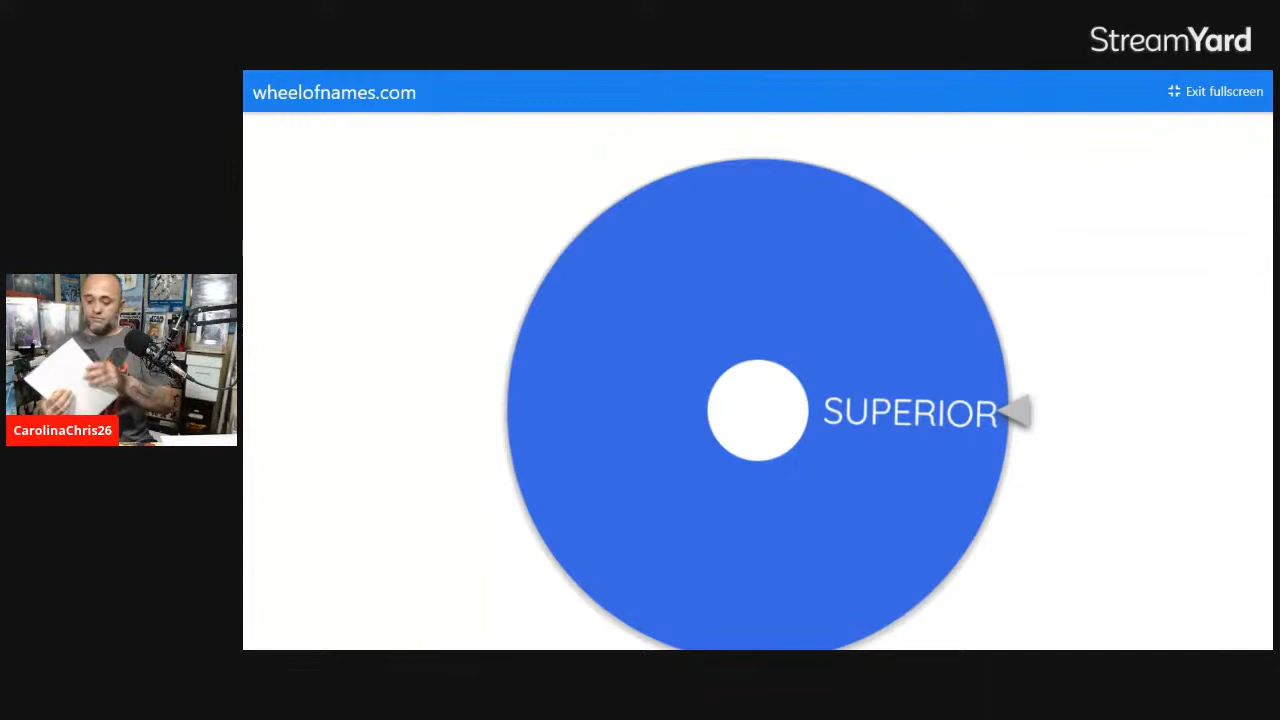 StreamYard
wheelofnames.com
Exit fullscreen
SUPERIOR
CarolinaChris26